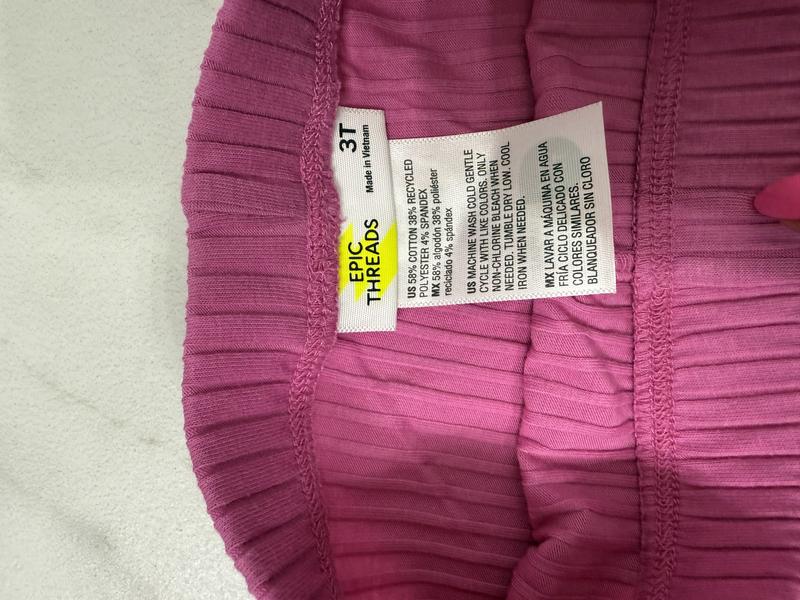 EPIC
THREADS
3T
Made in Vietnam
US 58% COTTON 38% RECYCLED
POLYESTER 4% SPANDEX
MX 58% algodón 38% poliéster
reciclado 4% spándex
US MACHINE WASH COLD GENTLE
CYCLE WITH LIKE COLORS. ONLY
NON-CHLORINE BLEACH WHEN
NEEDED. TUMBLE DRY LOW. COOL
IRON WHEN NEEDED.
MX LAVAR A MÁQUINA EN AGUA
FRÍA CICLO DELICADO CON
COLORES SIMILARES.
BLANQUEADOR SIN CLORO